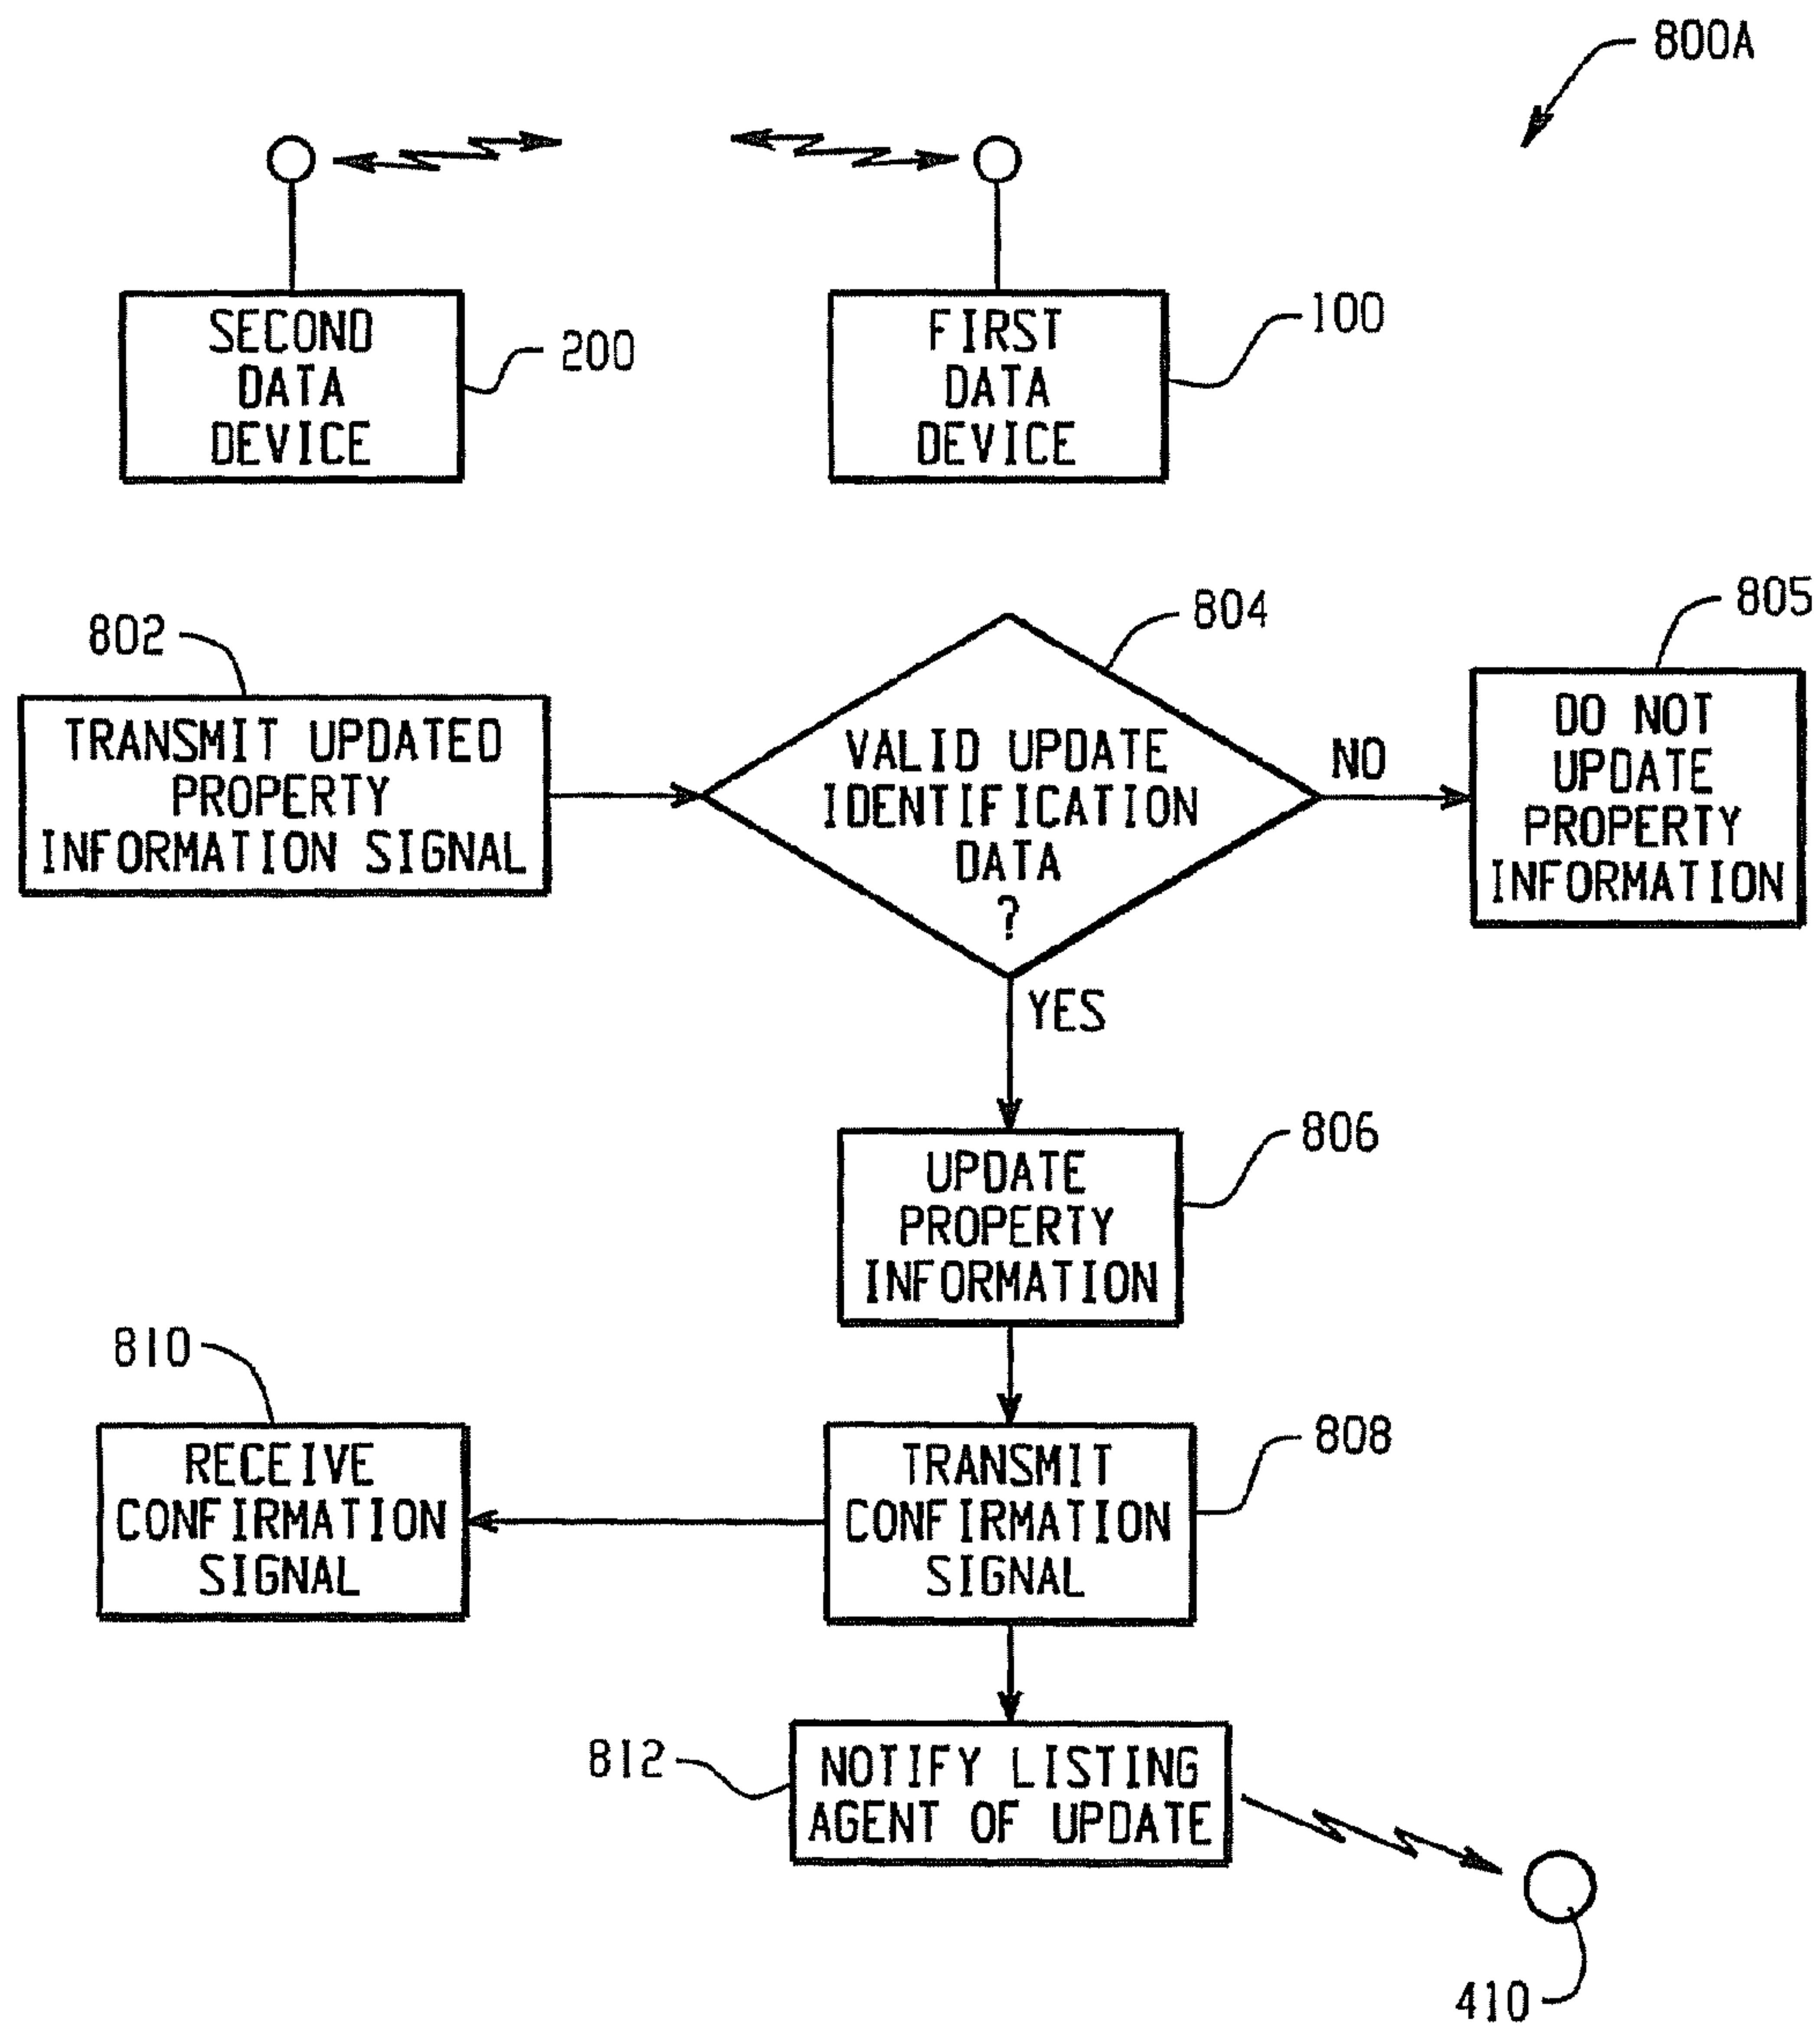 800A
SECOND
DATA
DEVICE
200
FIRST
DATA
DEVICE
100
802
TRANSMIT UPDATED
PROPERTY
INFORMATION SIGNAL
804
VALID UPDATE
IDENTIFICATION
DATA
?
NO
805
DO NOT
UPDATE
PROPERTY
INFORMATION
YES
806
UPDATE
PROPERTY
INFORMATION
810
RECEIVE
CONFIRMATION
SIGNAL
808
TRANSMIT
CONFIRMATION
SIGNAL
812
NOTIFY LISTING
AGENT OF UPDATE
410